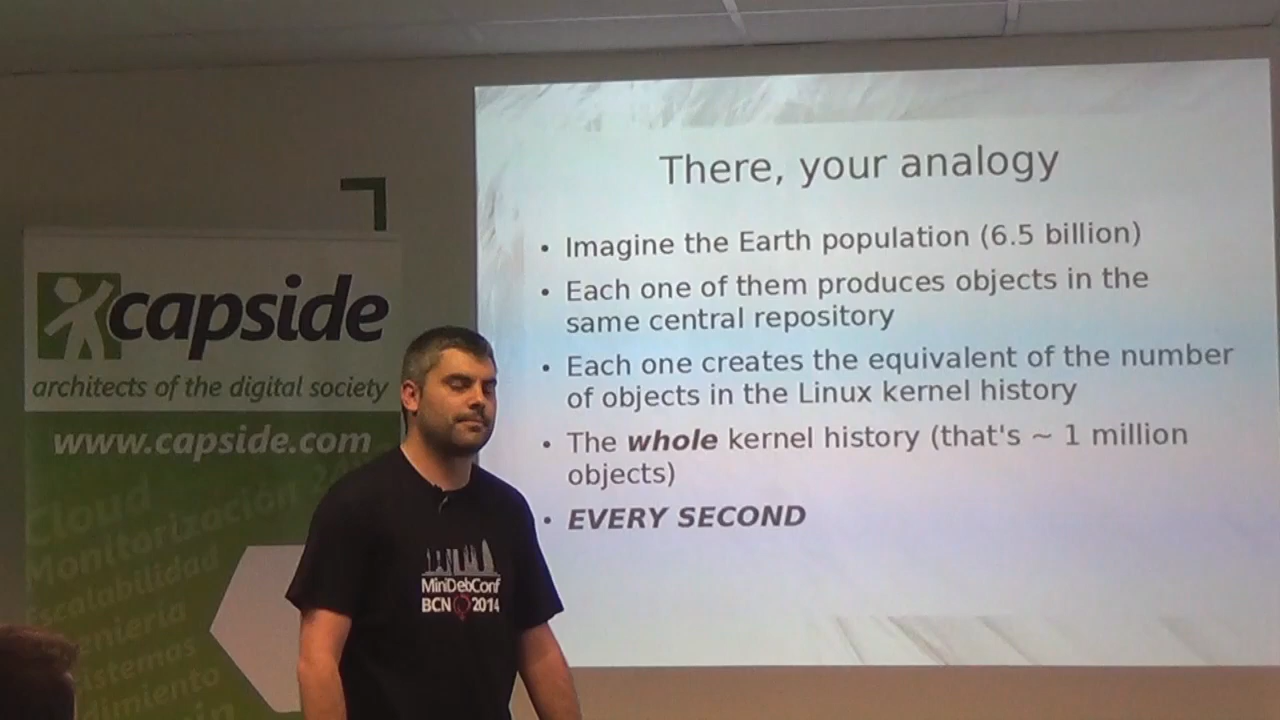 There, your analogy
• Imagine the Earth population (6.5 billion)
• Each one of them produces objects in the
same central repository
• Each one creates the equivalent of the number
of objects in the Linux kernel history
• The whole kernel history (that's ~ 1 million
objects)
• EVERY SECOND
capside
architects of the digital society
www.capside.com
Cloud
Monitorización
Escalabilidad
MiniDebConf
BCN 2014